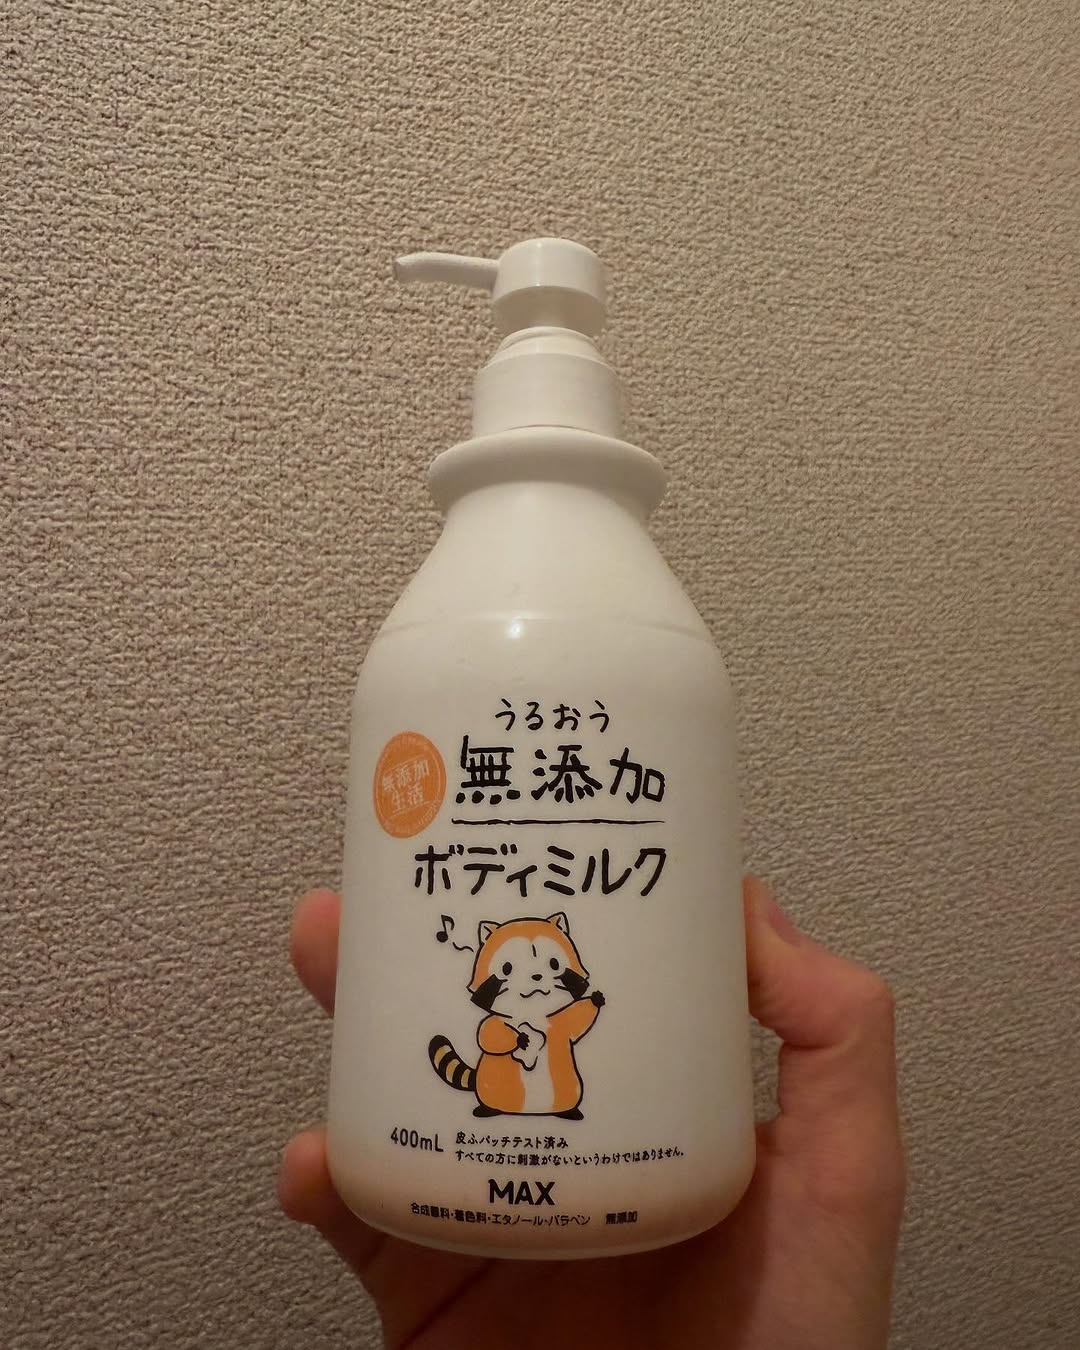 うるおう
無添加
生活
無添加
ボディミルク
400mL
皮ふパッチテスト済み
すべての方に刺激がないというわけではありません。
MAX
合成香料・着色料・エタノール・パラベン 無添加